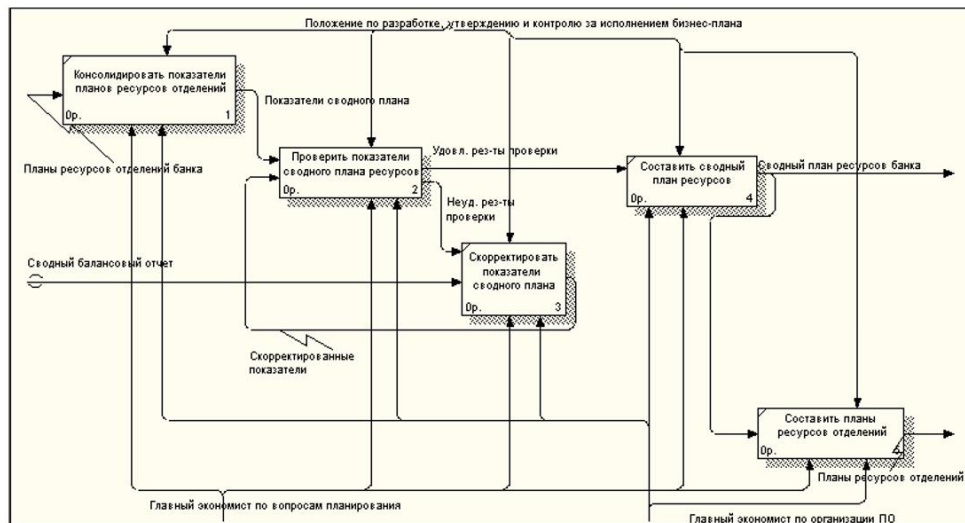 Положение по разработке, утверждению и контролю за исполнением бизнес-плана
Консолидировать показатели
планов ресурсов отделений
0р.
1
Показатели сводного плана
Планы ресурсов отделений банка
Проверить показатели
сводного плана ресурсов
0р.
2
Удовл. рез-ты проверки
Составить сводный
план ресурсов
0р.
4
Сводный план ресурсов банка
Неуд. рез-ты
проверки
Сводный балансовый отчет
Скорректировать
показатели
сводного плана
0р.
3
Скорректированные
показатели
Составить планы
ресурсов отделений
0р.
5
Планы ресурсов отделений
Главный экономист по вопросам планирования
Главный экономист по организации ПО